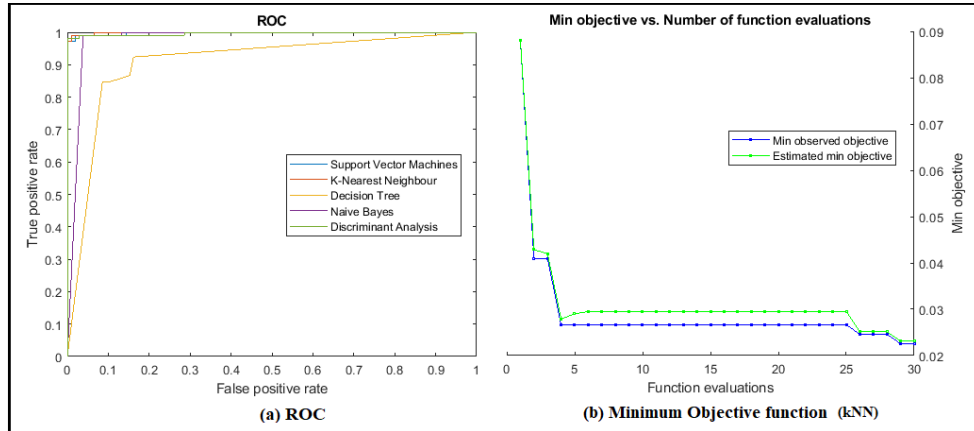 ROC
1
0.9
0.8
0.7
0.6
0.5
0.4
0.3
0.2
0.1
0
True positive rate
Support Vector Machines
K-Nearest Neighbour
Decision Tree
Naive Bayes
Discriminant Analysis
0 0.1 0.2 0.3 0.4 0.5 0.6 0.7 0.8 0.9 1
False positive rate
(a) ROC
Min objective vs. Number of function evaluations
Min observed objective
Estimated min objective
0.09
0.08
0.07
0.06
0.05
0.04
0.03
0.02
Min objective
0 5 10 15 20 25 30
Function evaluations
(b) Minimum Objective function (kNN)